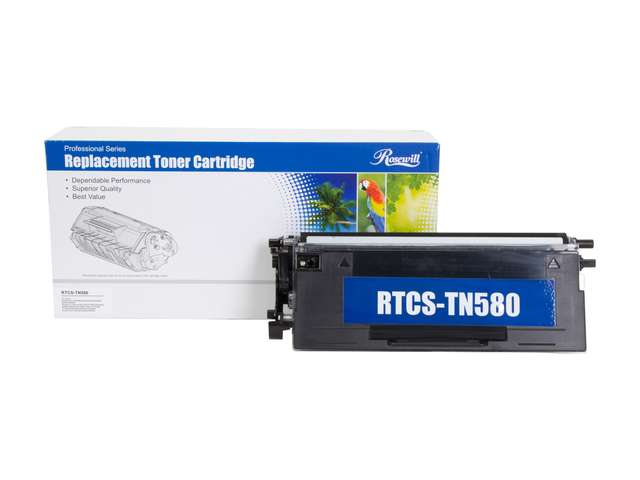 Professional Series
Replacement Toner Cartridge
Rosewill
• Dependable Performance
• Superior Quality
• Best Value
RTCS-TN580
RTCS-TN580